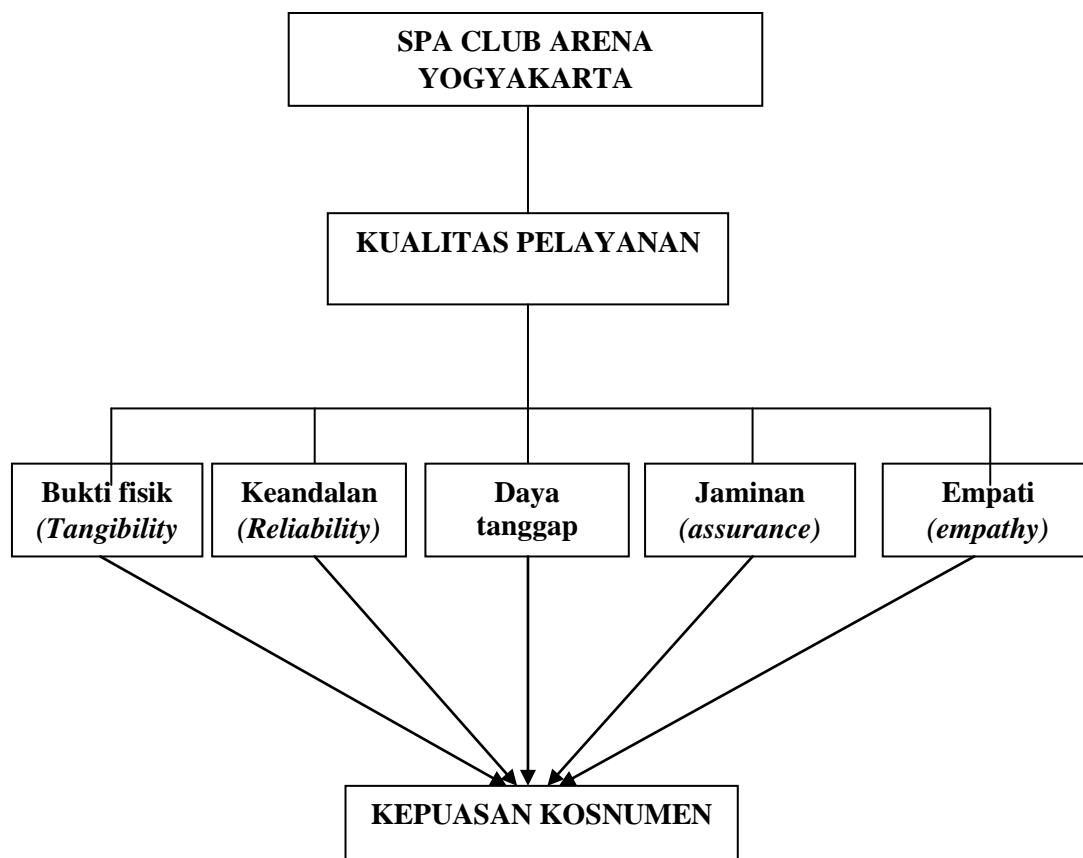 SPA CLUB ARENA
YOGYAKARTA
KUALITAS PELAYANAN
Bukti fisik
(Tangibility
Keandalan
(Reliability)
Daya
tanggap
Jaminan
(assurance)
Empati
(empathy)
KEPUASAN KOSNUMEN